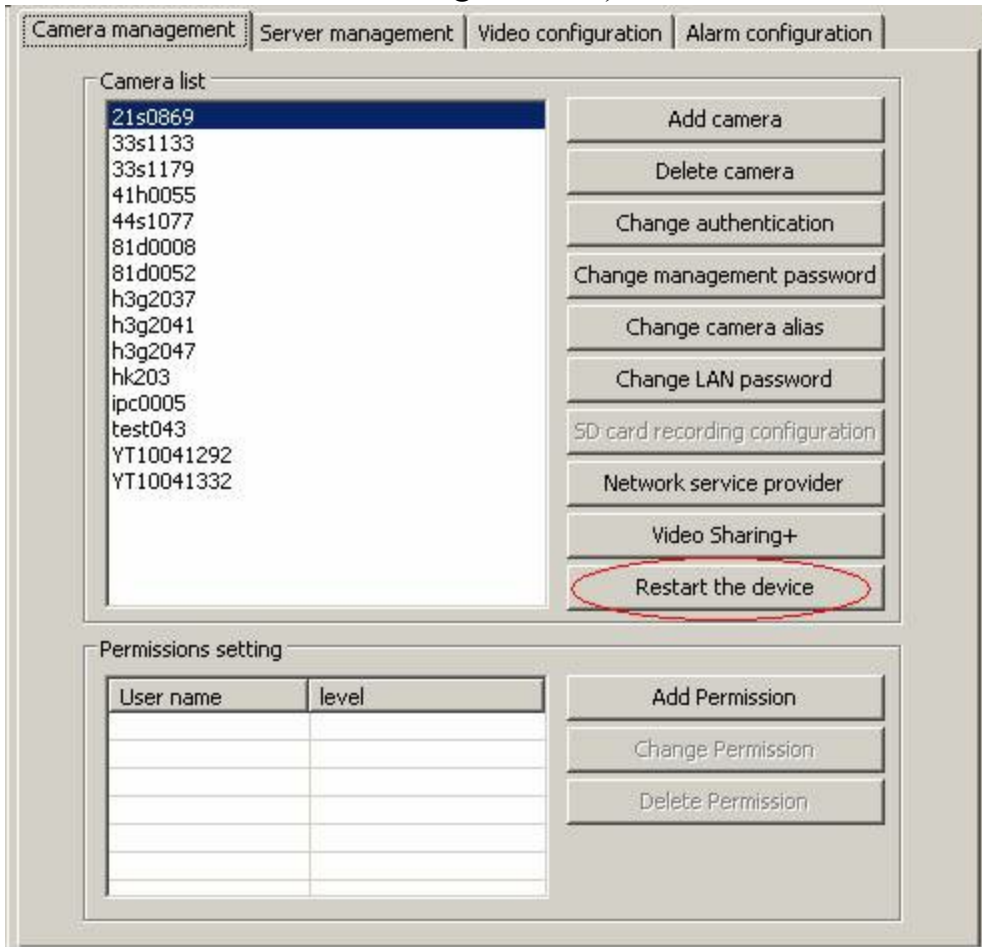 Camera management Server management Video configuration Alarm configuration
Camera list
21s0869
33s1133
33s1179
41h0055
44s1077
81d0008
81d0052
h3g2037
h3g2041
h3g2047
hk203
ipc0005
test043
YT10041292
YT10041332
Add camera
Delete camera
Change authentication
Change management password
Change camera alias
Change LAN password
SD card recording configuration
Network service provider
Video Sharing+
Restart the device
Permissions setting
User name level
Add Permission
Change Permission
Delete Permission